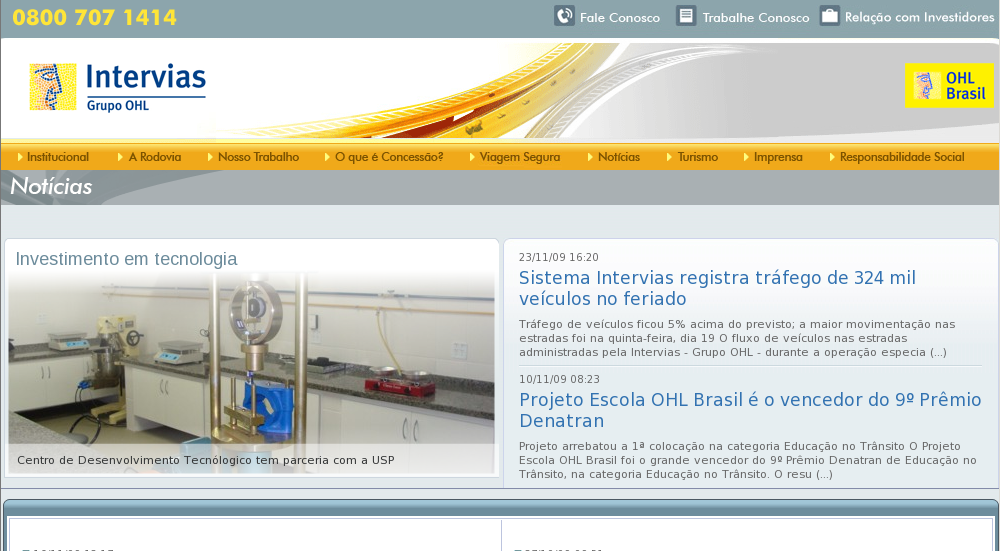 0800 707 1414
Fale Conosco
Trabalhe Conosco
Relação com Investidores
Intervias
Grupo OHL
OHL
Brasil
Institucional
A Rodovia
Nosso Trabalho
O que é Concessão?
Viagem Segura
Notícias
Turismo
Imprensa
Responsabilidade Social
Notícias
Investimento em tecnologia
Centro de Desenvolvimento Tecnólogico tem parceria com a USP
23/11/09 16:20
Sistema Intervias registra tráfego de 324 mil
veículos no feriado
Tráfego de veículos ficou 5% acima do previsto; a maior movimentação nas
estradas foi na quinta-feira, dia 19 O fluxo de veículos nas estradas
administradas pela Intervias - Grupo OHL - durante a operação especia (...)
10/11/09 08:23
Projeto Escola OHL Brasil é o vencedor do 9º Prêmio
Denatran
Projeto arrebatou a 1ª colocação na categoria Educação no Trânsito O Projeto
Escola OHL Brasil foi o grande vencedor do 9º Prêmio Denatran de Educação no
Trânsito, na categoria Educação no Trânsito. O resu (...)